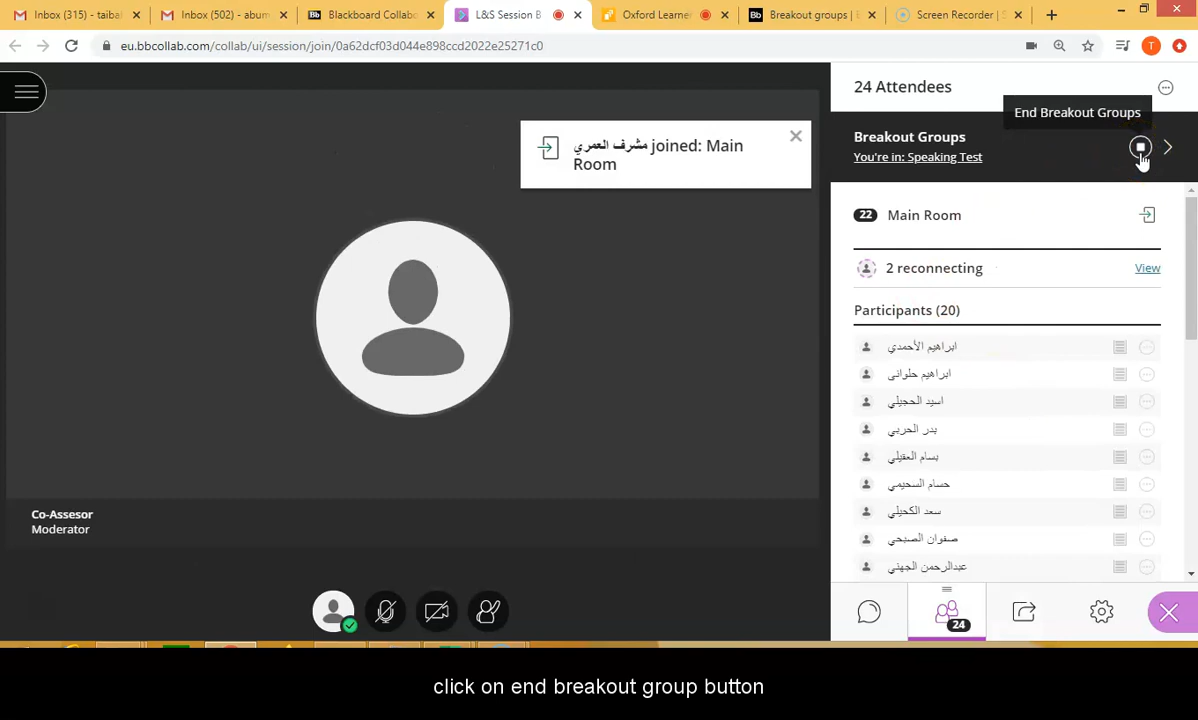 Inbox (315) - taibal
Inbox (502) - abum
Blackboard Collabo
L&S Session B
Oxford Learner
Breakout groups | B
Screen Recorder | S
eu.bbcollab.com/collab/ui/session/join/0a62dcf03d044e898ccd2022e25271c0
T
24 Attendees
End Breakout Groups
Breakout Groups
You're in: Speaking Test
مشرف العمري joined: Main
Room
22 Main Room
2 reconnecting View
Participants (20)
ابراهيم الأحمدي
ابراهيم حلوانى
اسيد الحجيلي
بدر الحربي
بسام العقيلي
حسام السحيمي
سعد الكحيلي
صفوان الصبحي
عبدالرحمن الجهني
Co-Assesor
Moderator
24
click on end breakout group button